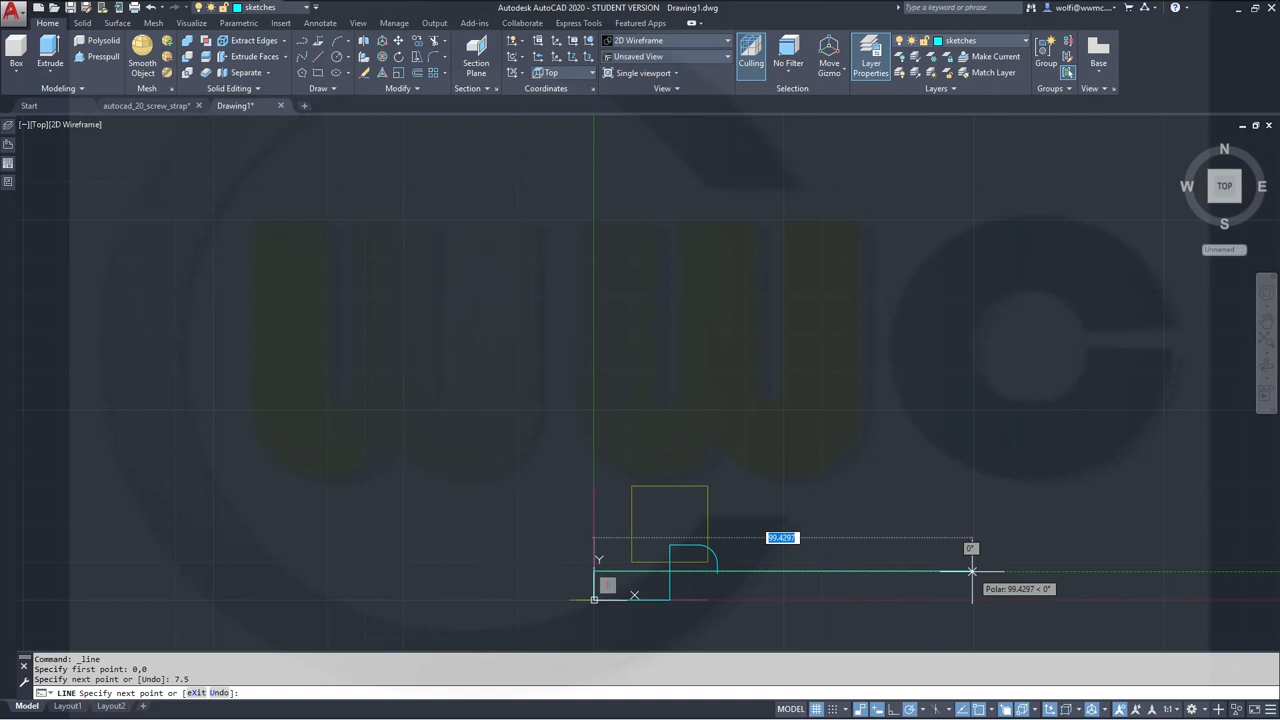 Autodesk AutoCAD 2020 - STUDENT VERSION Drawing1.dwg
sketches
Type a keyword or phrase
wolfi@wwmc...
Home Solid Surface Mesh Visualize Parametric Insert Annotate View Manage Output Add-ins Collaborate Express Tools Featured Apps
Box
Extrude
Polysolid
Presspull
Smooth
Object
Extract Edges
Extrude Faces
Separate
Section
Plane
Top
2D Wireframe
Unsaved View
Single viewport
Culling
No Filter
Move
Gizmo
Layer
Properties
sketches
Make Current
Match Layer
Group
Base
Modeling
Mesh
Solid Editing
Draw
Modify
Section
Coordinates
View
Selection
Layers
Groups
View
Start autocad_20_screw_strap* Drawing1*
[−][Top][2D Wireframe]
N
W TOP E
S
Unnamed
WWC
99.4297
0°
Y
X
Polar: 99.4297 < 0°
Command: _line
Specify first point: 0,0
Specify next point or [Undo]: 7.5
LINE Specify next point or [eXit Undo]:
Model Layout1 Layout2 +
MODEL
1:1